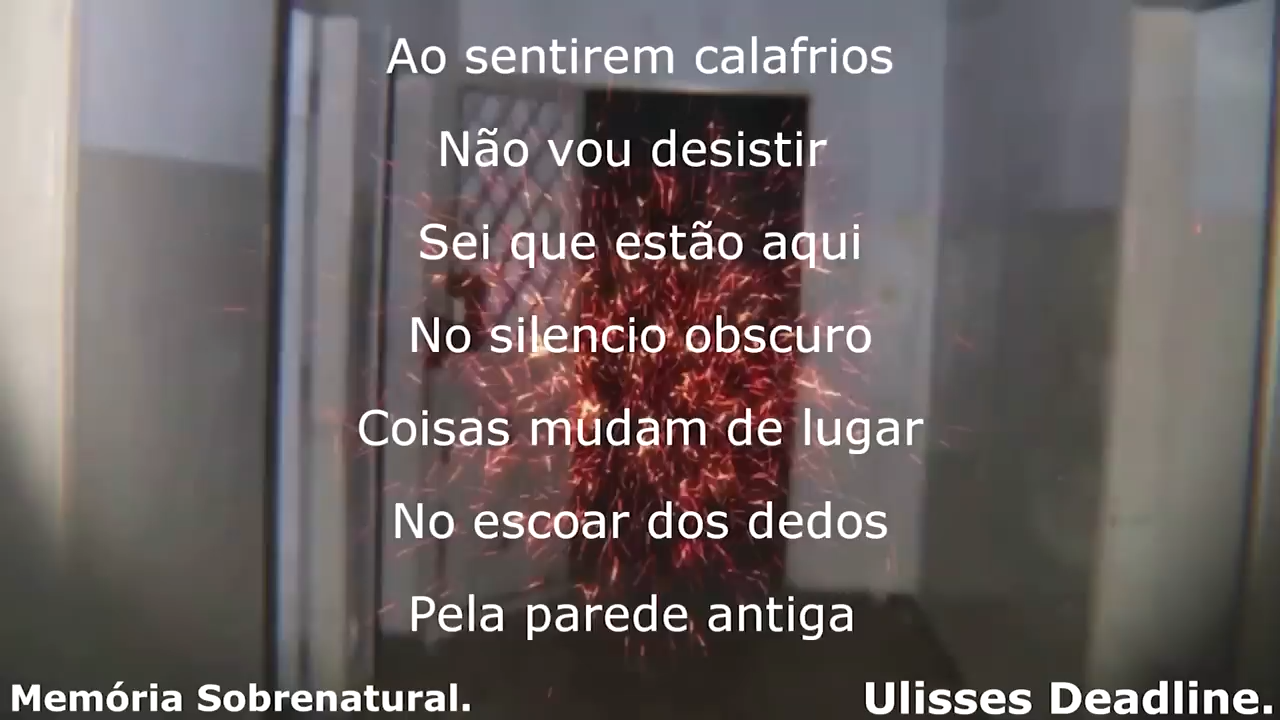 Ao sentirem calafrios
Não vou desistir
Sei que estão aqui
No silencio obscuro
Coisas mudam de lugar
No escoar dos dedos
Pela parede antiga
Memória Sobrenatural.
Ulisses Deadline.